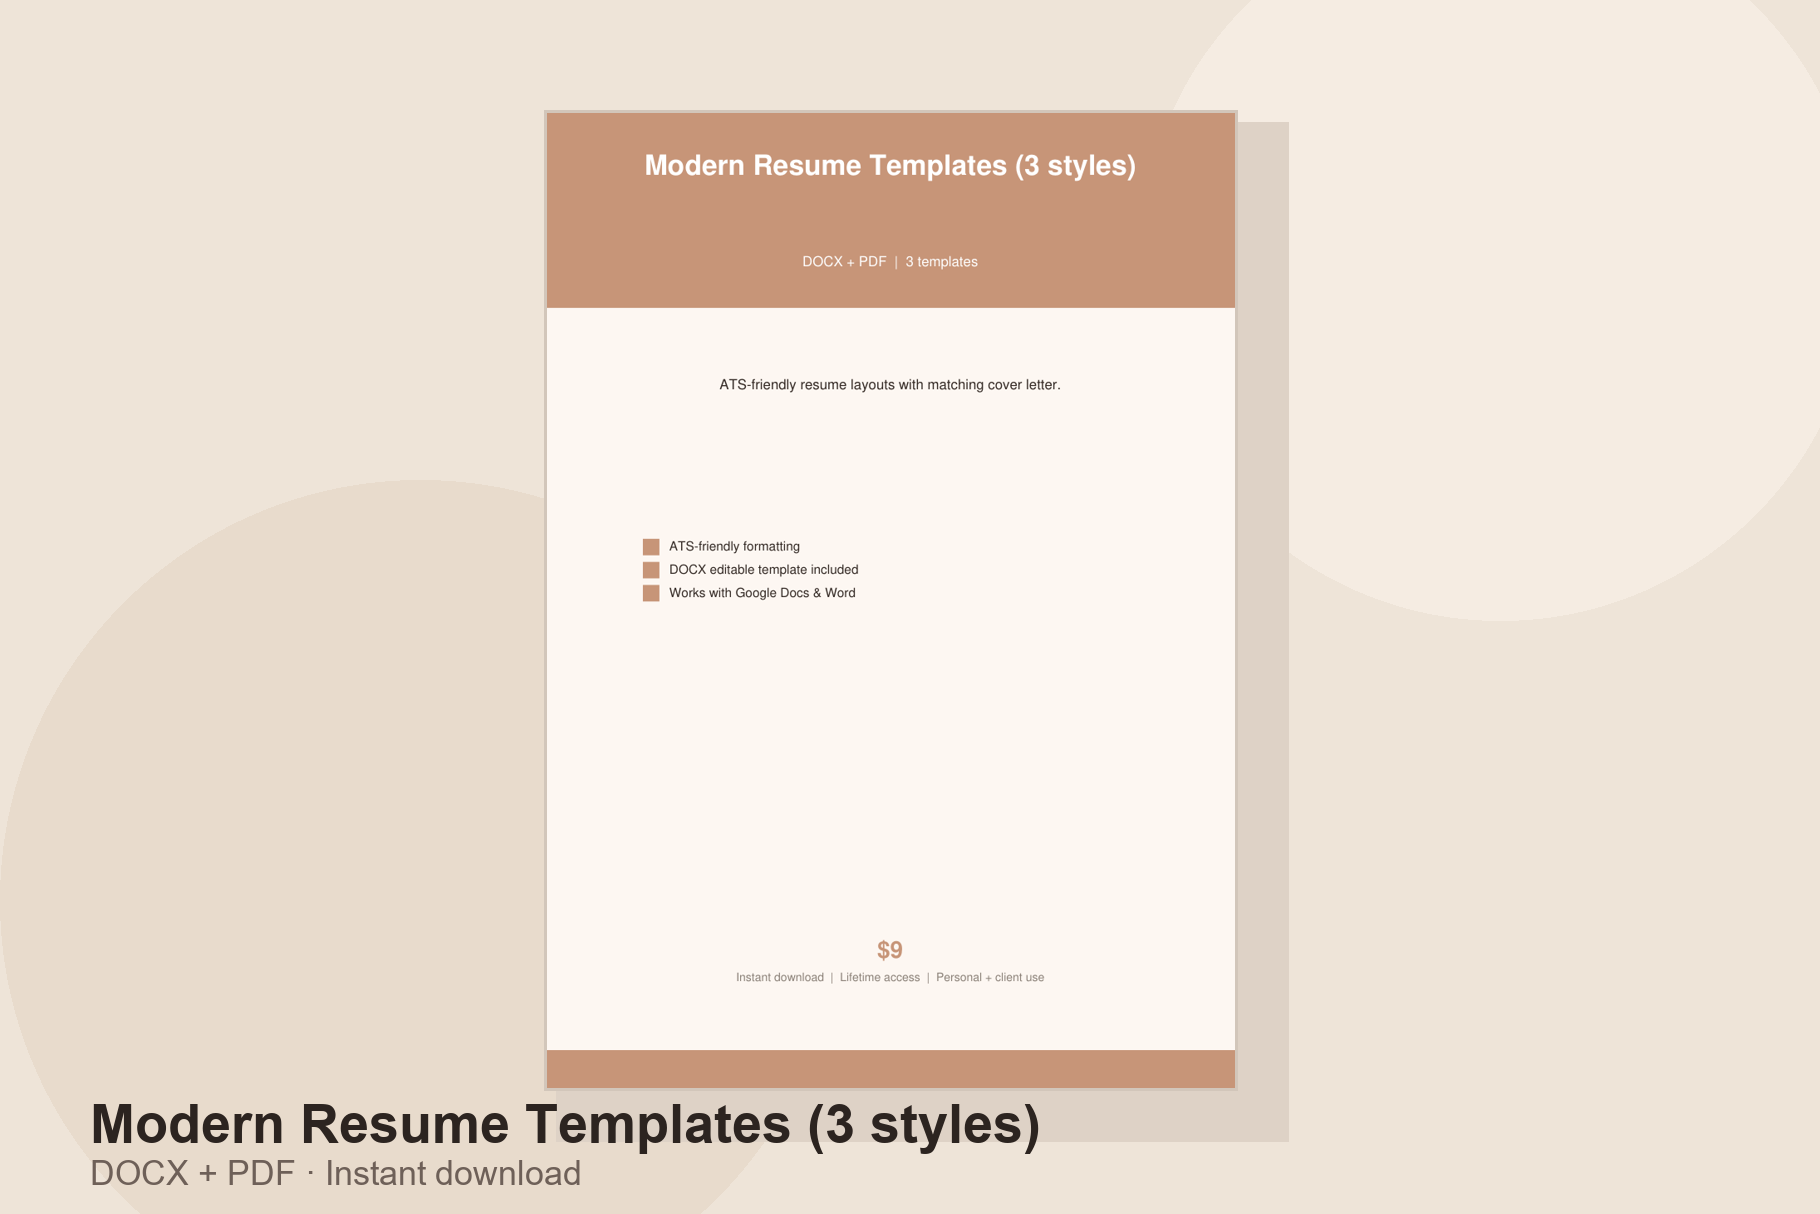 Modern Resume Templates (3 styles)
DOCX + PDF | 3 templates
ATS-friendly resume layouts with matching cover letter.
ATS-friendly formatting
DOCX editable template included
Works with Google Docs & Word
$9
Instant download | Lifetime access | Personal + client use
Modern Resume Templates (3 styles)
DOCX + PDF · Instant download